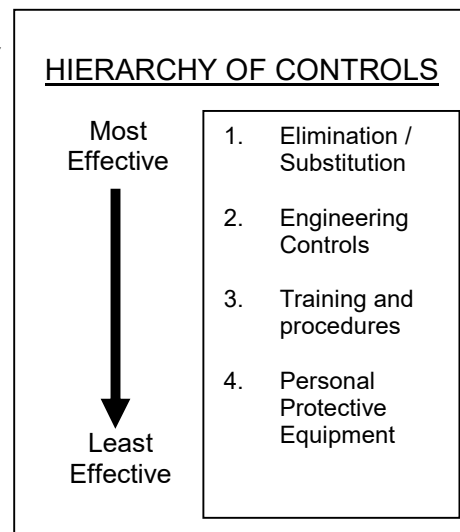 HIERARCHY OF CONTROLS
Most
Effective
1. Elimination /
Substitution
2. Engineering
Controls
3. Training and
procedures
4. Personal
Protective
Equipment
Least
Effective